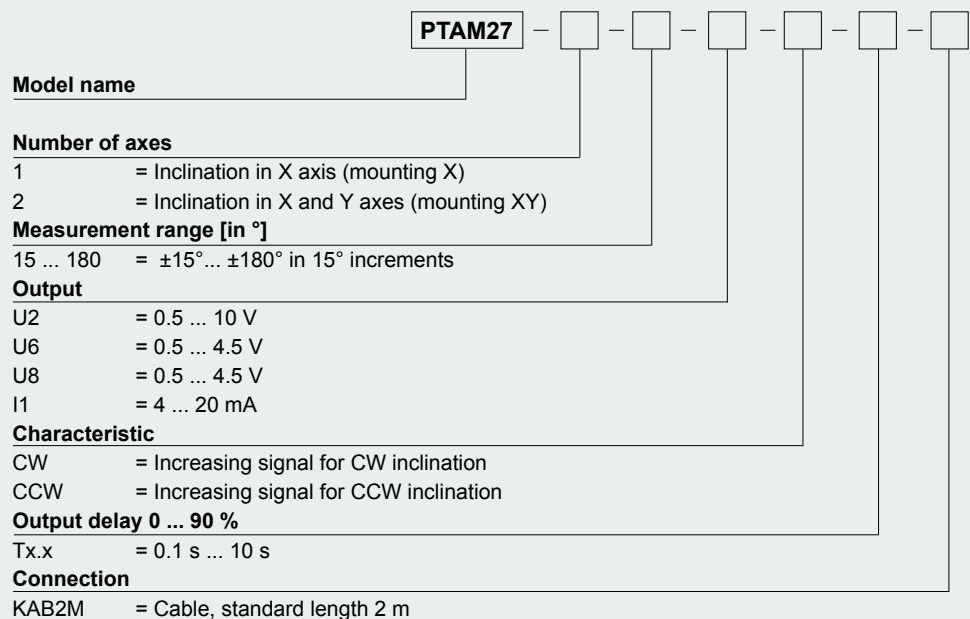 PTAM27 – – – – – –
Model name
Number of axes
1 = Inclination in X axis (mounting X)
2 = Inclination in X and Y axes (mounting XY)
Measurement range [in °]
15 ... 180 = ±15°... ±180° in 15° increments
Output
U2 = 0.5 ... 10 V
U6 = 0.5 ... 4.5 V
U8 = 0.5 ... 4.5 V
I1 = 4 ... 20 mA
Characteristic
CW = Increasing signal for CW inclination
CCW = Increasing signal for CCW inclination
Output delay 0 ... 90 %
Tx.x = 0.1 s ... 10 s
Connection
KAB2M = Cable, standard length 2 m